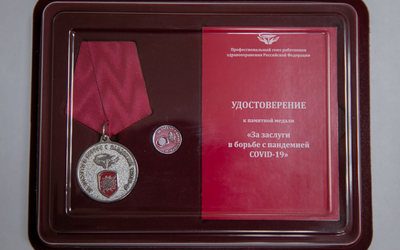 Профессиональный союз работников
здравоохранения Российской Федерации
УДОСТОВЕРЕНИЕ
к памятной медали
«За заслуги
в борьбе с пандемией
COVID-19»